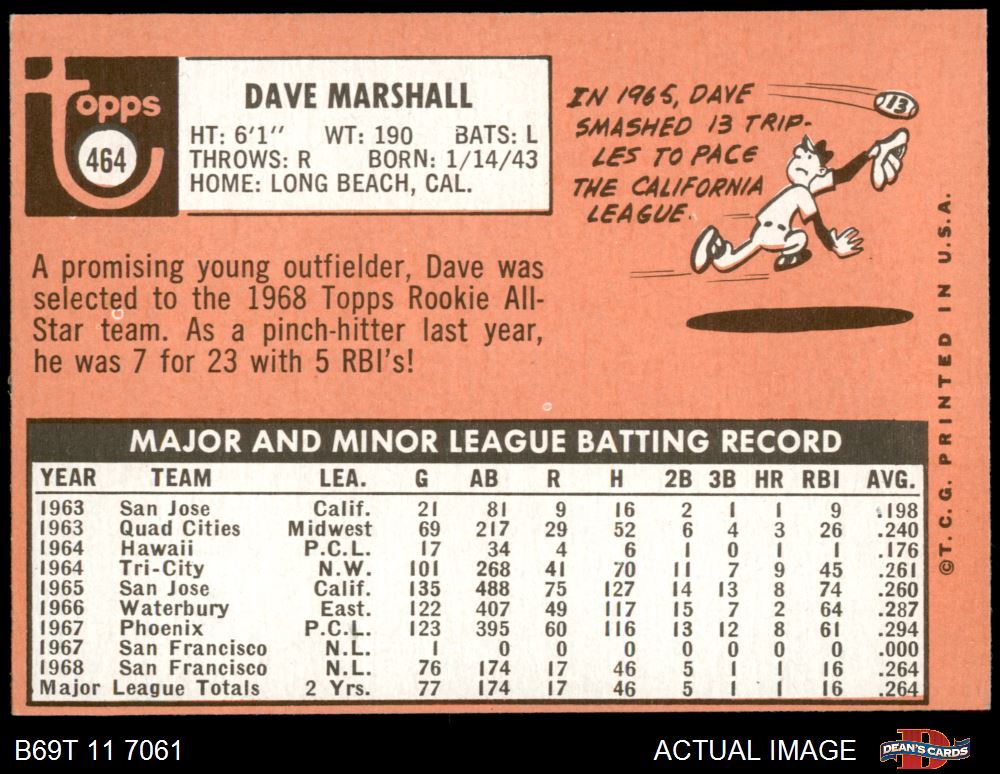 Topps
464
DAVE MARSHALL
HT: 6'1" WT: 190 BATS: L
THROWS: R BORN: 1/14/43
HOME: LONG BEACH, CAL.
IN 1965, DAVE
SMASHED 13 TRIP-
LES TO PACE
THE CALIFORNIA
LEAGUE.
13
A promising young outfielder, Dave was
selected to the 1968 Topps Rookie All-
Star team. As a pinch-hitter last year,
he was 7 for 23 with 5 RBI's!
MAJOR AND MINOR LEAGUE BATTING RECORD
YEAR TEAM LEA. G AB R H 2B 3B HR RBI AVG.
1963 San Jose Calif. 21 81 9 16 2 1 1 9 .198
1963 Quad Cities Midwest 69 217 29 52 6 4 3 26 .240
1964 Hawaii P.C.L. 17 34 4 6 1 0 1 1 .176
1964 Tri-City N.W. 101 268 41 70 11 7 9 45 .261
1965 San Jose Calif. 135 488 75 127 14 13 8 74 .260
1966 Waterbury East. 122 407 49 117 15 7 2 64 .287
1967 Phoenix P.C.L. 123 395 60 116 13 12 8 61 .294
1967 San Francisco N.L. 1 0 0 0 0 0 0 0 .000
1968 San Francisco N.L. 76 174 17 46 5 1 1 16 .264
Major League Totals 2 Yrs. 77 174 17 46 5 1 1 16 .264
©T. C. G. PRINTED IN U.S.A.
B69T 11 7061
ACTUAL IMAGE
DEAN'S CARDS